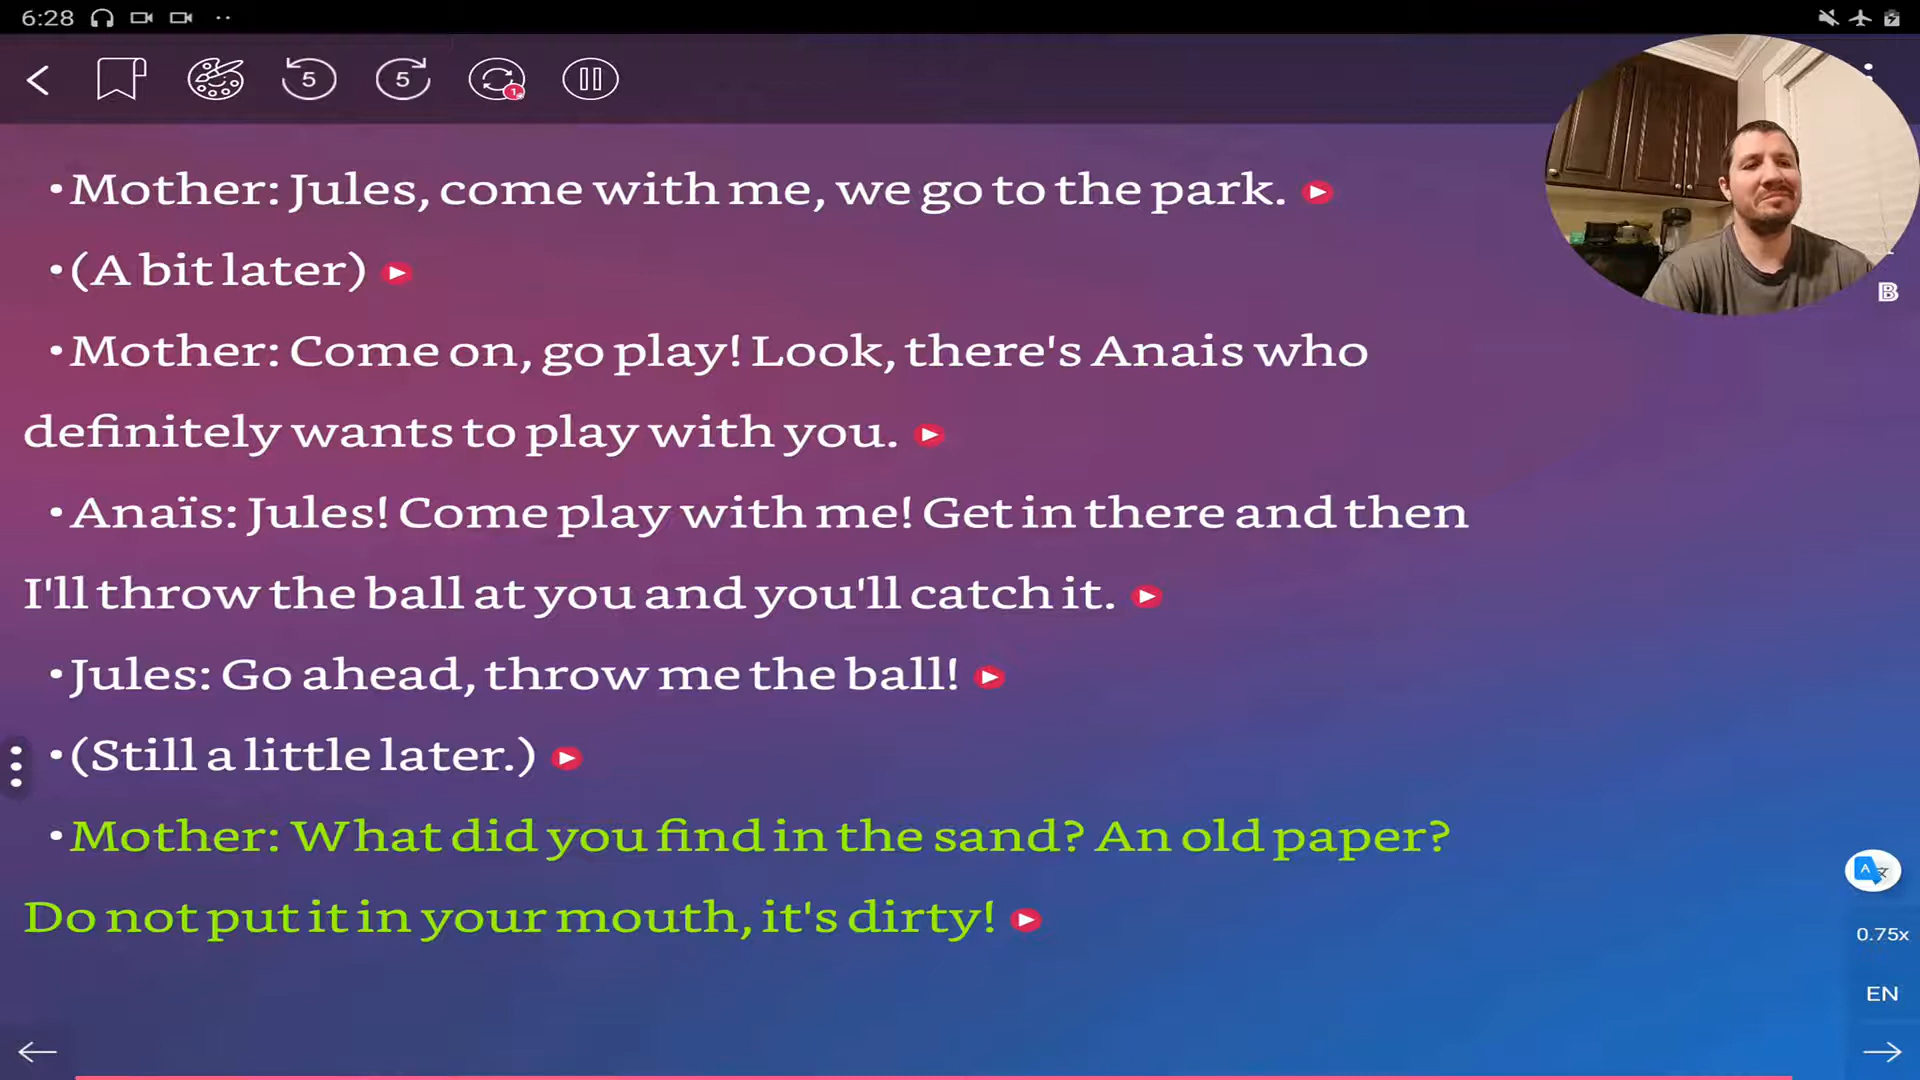 6:28
5 5 1
•Mother: Jules, come with me, we go to the park.
•(A bit later)
•Mother: Come on, go play! Look, there's Anais who
definitely wants to play with you.
•Anaïs: Jules! Come play with me! Get in there and then
I'll throw the ball at you and you'll catch it.
•Jules: Go ahead, throw me the ball!
•(Still a little later.)
•Mother: What did you find in the sand? An old paper?
Do not put it in your mouth, it's dirty!
B
A 文
0.75x
EN